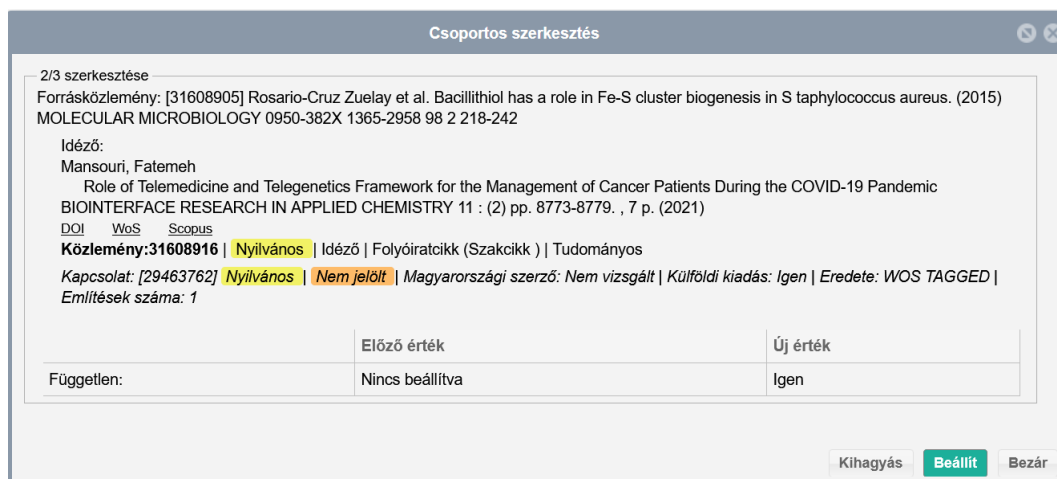 Csoportos szerkesztés
2/3 szerkesztése
Forrásközlemény: [31608905] Rosario-Cruz Zuelay et al. Bacillithiol has a role in Fe-S cluster biogenesis in S taphylococcus aureus. (2015)
MOLECULAR MICROBIOLOGY 0950-382X 1365-2958 98 2 218-242
Idéző:
Mansouri, Fatemeh
Role of Telemedicine and Telegenetics Framework for the Management of Cancer Patients During the COVID-19 Pandemic
BIOINTERFACE RESEARCH IN APPLIED CHEMISTRY 11 : (2) pp. 8773-8779. , 7 p. (2021)
DOI WoS Scopus
Közlemény:31608916 | Nyilvános | Idéző | Folyóiratcikk (Szakcikk ) | Tudományos
Kapcsolat: [29463762] Nyilvános | Nem jelölt | Magyarországi szerző: Nem vizsgált | Külföldi kiadás: Igen | Eredete: WOS TAGGED |
Említések száma: 1
Előző érték Új érték
Független: Nincs beállítva Igen
Kihagyás Beállít Bezár